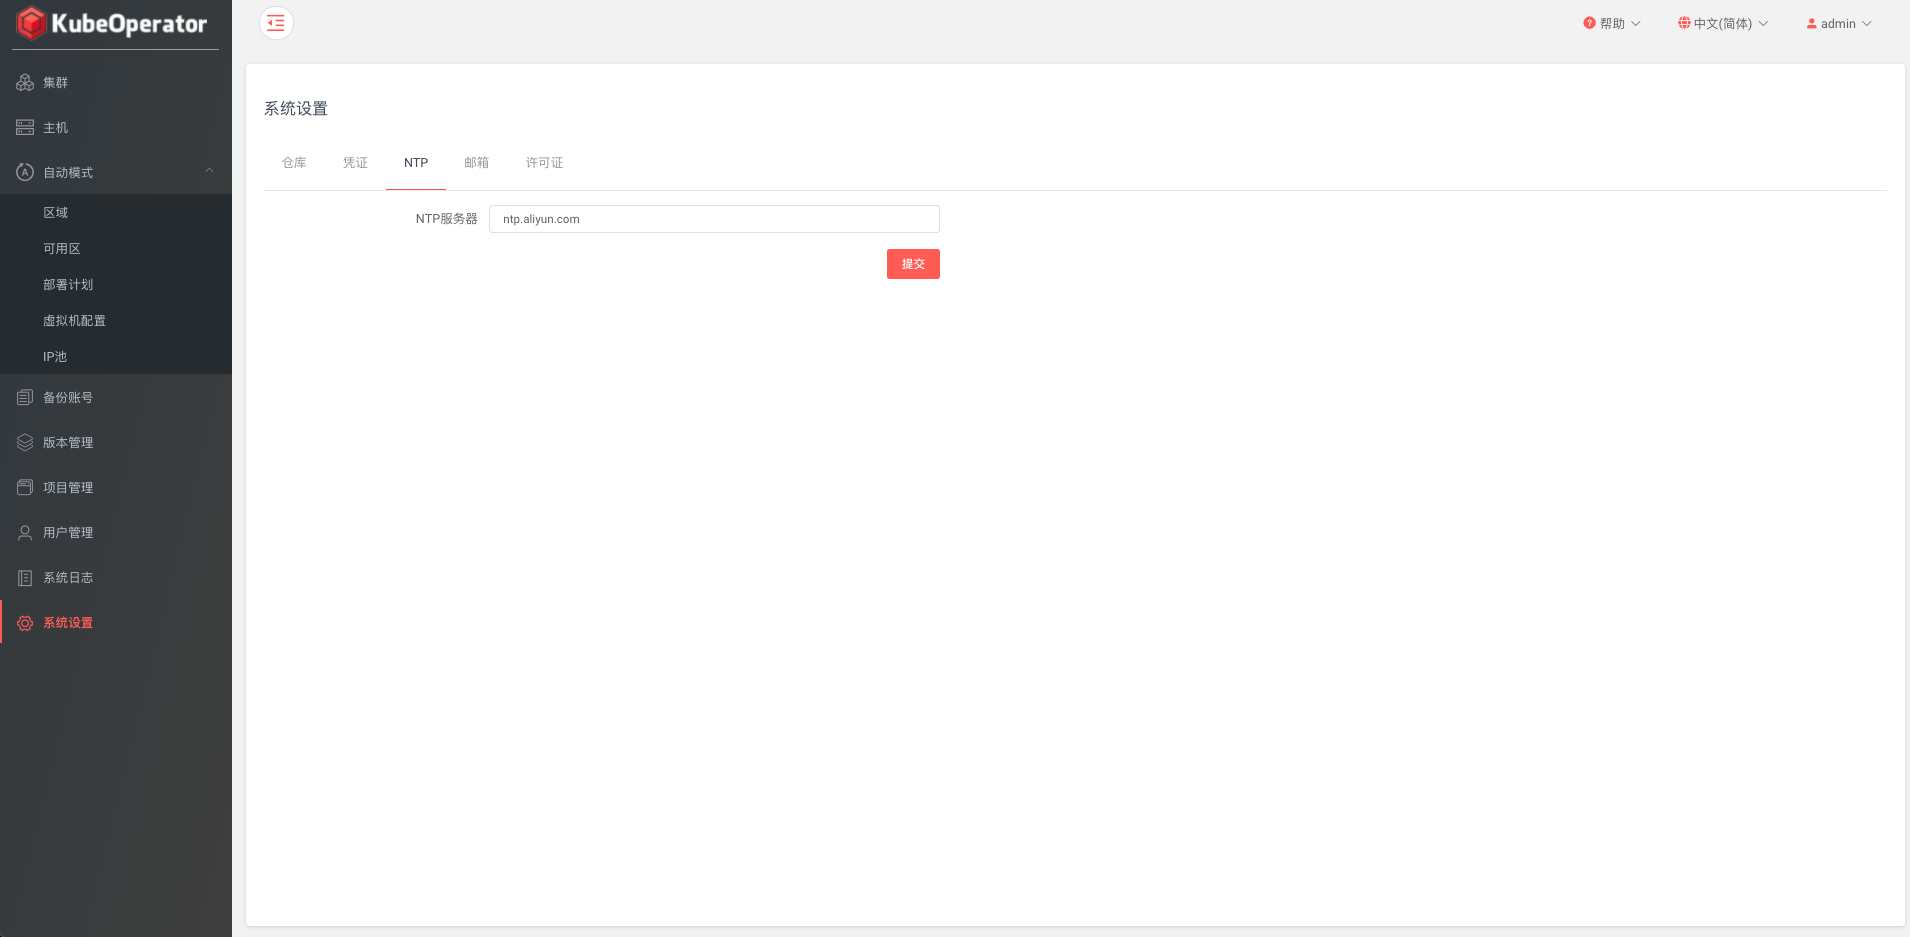 KubeOperator
集群
主机
自动模式
区域
可用区
部署计划
虚拟机配置
IP池
备份账号
版本管理
项目管理
用户管理
系统日志
系统设置
帮助
中文(简体)
admin
系统设置
仓库
凭证
NTP
邮箱
许可证
NTP服务器
ntp.aliyun.com
提交